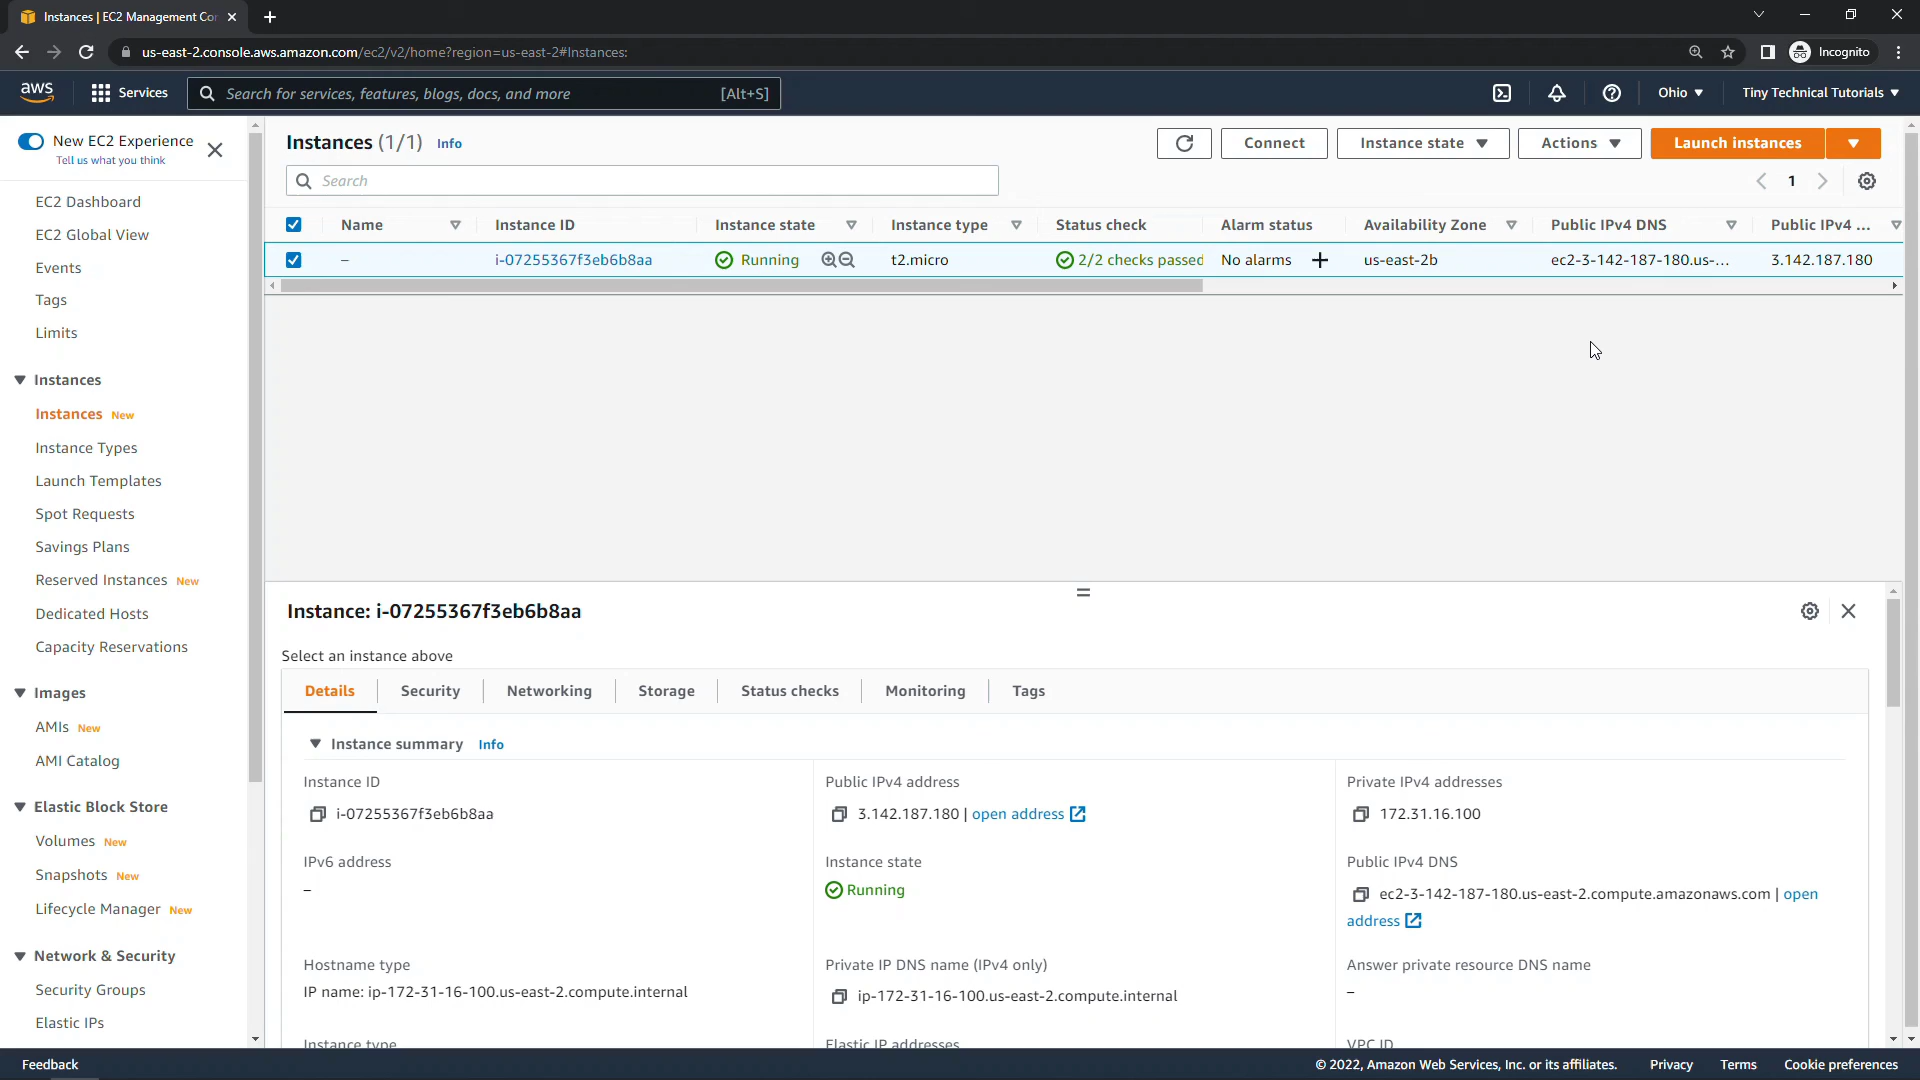 Instances | EC2 Management Cor
us-east-2.console.aws.amazon.com/ec2/v2/home?region=us-east-2#Instances:
Incognito
aws
Services
Search for services, features, blogs, docs, and more
[Alt+S]
Ohio
Tiny Technical Tutorials
New EC2 Experience
Tell us what you think
EC2 Dashboard
EC2 Global View
Events
Tags
Limits
Instances
Instances New
Instance Types
Launch Templates
Spot Requests
Savings Plans
Reserved Instances New
Dedicated Hosts
Capacity Reservations
Images
AMIs New
AMI Catalog
Elastic Block Store
Volumes New
Snapshots New
Lifecycle Manager New
Network & Security
Security Groups
Elastic IPs
Instances (1/1) Info
Connect
Instance state
Actions
Launch instances
Search
1
Name Instance ID Instance state Instance type Status check Alarm status Availability Zone Public IPv4 DNS Public IPv4 ...
– i-07255367f3eb6b8aa Running t2.micro 2/2 checks passed No alarms + us-east-2b ec2-3-142-187-180.us-... 3.142.187.180
Instance: i-07255367f3eb6b8aa
Select an instance above
Details Security Networking Storage Status checks Monitoring Tags
Instance summary Info
Instance ID
i-07255367f3eb6b8aa
Public IPv4 address
3.142.187.180 | open address
Private IPv4 addresses
172.31.16.100
IPv6 address
–
Instance state
Running
Public IPv4 DNS
ec2-3-142-187-180.us-east-2.compute.amazonaws.com | open
address
Hostname type
IP name: ip-172-31-16-100.us-east-2.compute.internal
Private IP DNS name (IPv4 only)
ip-172-31-16-100.us-east-2.compute.internal
Answer private resource DNS name
–
Instance type
Elastic IP addresses
VPC ID
Feedback
© 2022, Amazon Web Services, Inc. or its affiliates.
Privacy
Terms
Cookie preferences